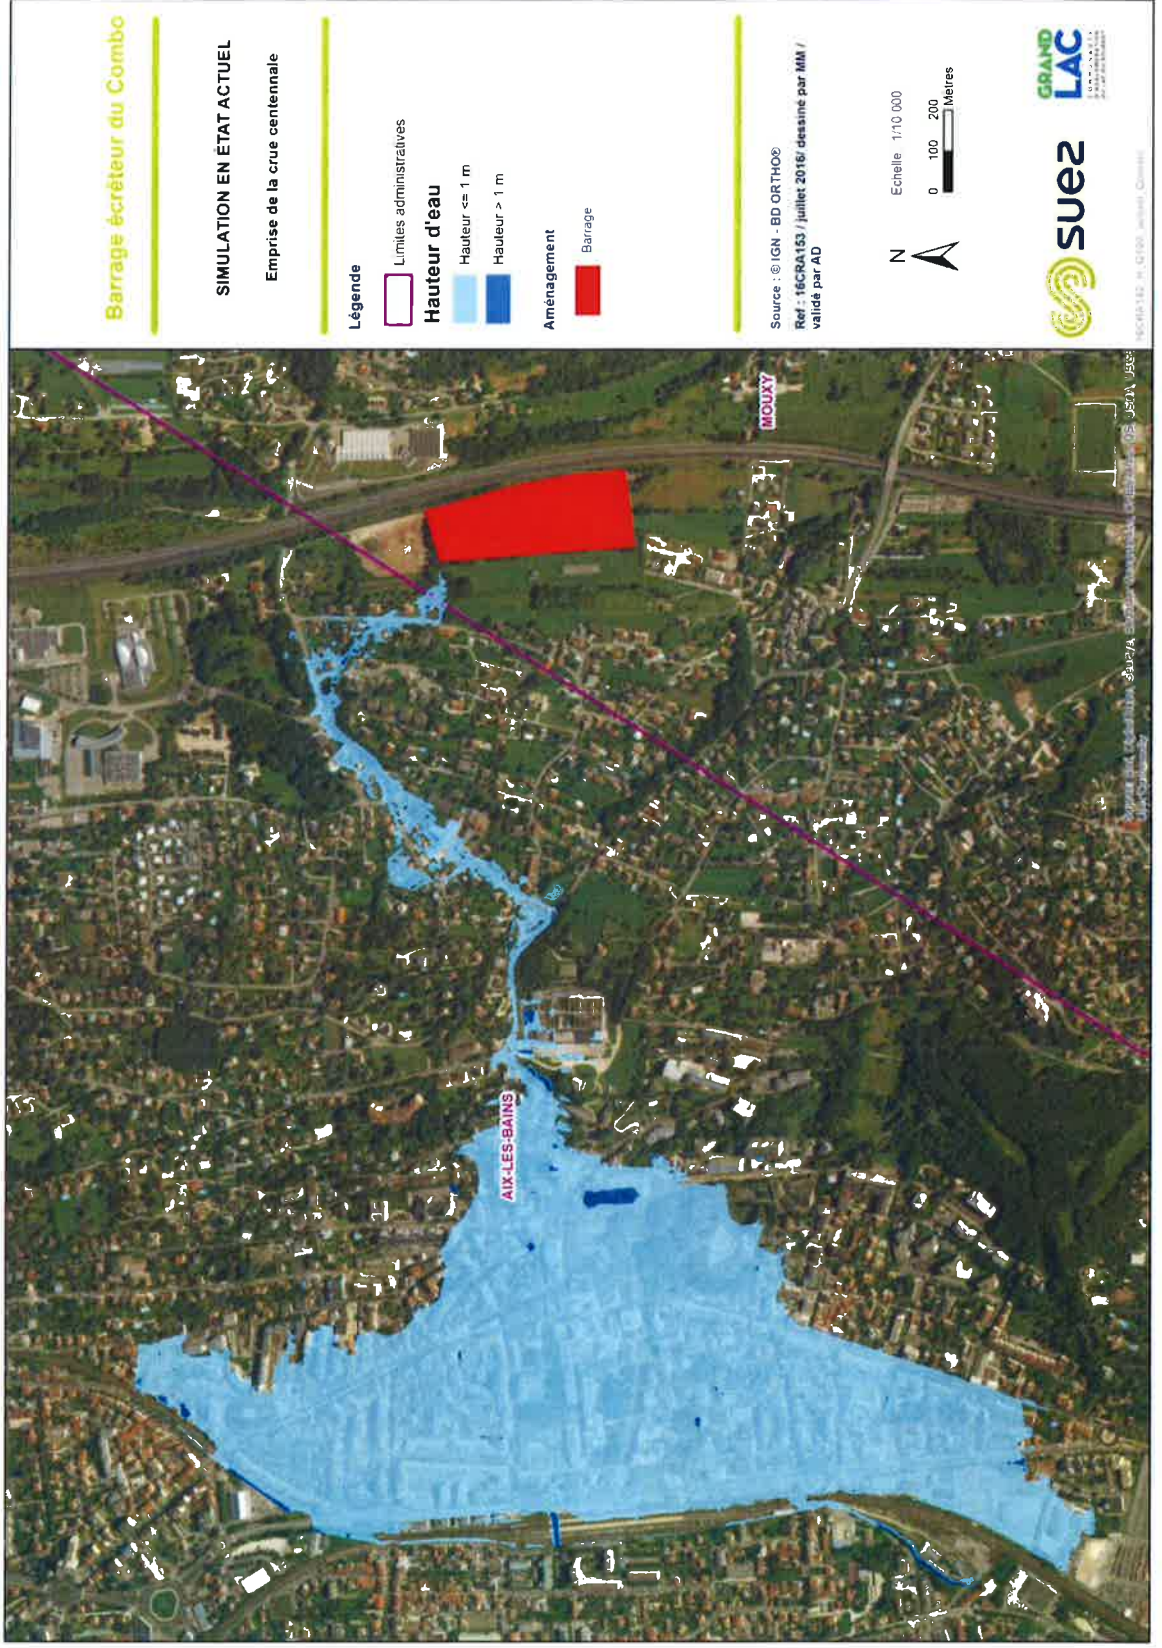 Barrage écrêteur du Combo
SIMULATION EN ÉTAT ACTUEL
Emprise de la crue centennale
Légende
Limites administratives
Hauteur d'eau
Hauteur <= 1 m
Hauteur > 1 m
Aménagement
Barrage
Source : © IGN - BD ORTHO®
Ref : 16CRA153 / juillet 2016/ dessiné par MM /
validé par AD
N
Echelle 1/10 000
0 100 200
Mètres
suez
GRAND
LAC
MOUXY
AIX-LES-BAINS